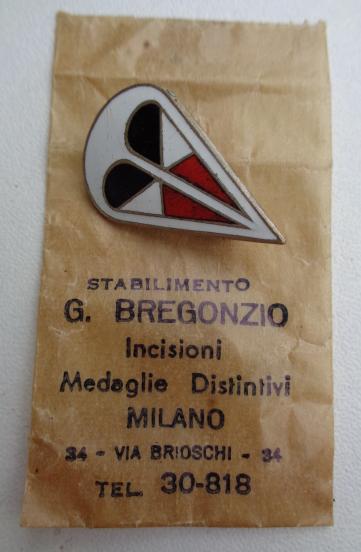 STABILIMENTO
G. BREGONZIO
Incisioni
Medaglie Distintivi
MILANO
34 - VIA BRIOSCHI - 34
TEL. 30-818